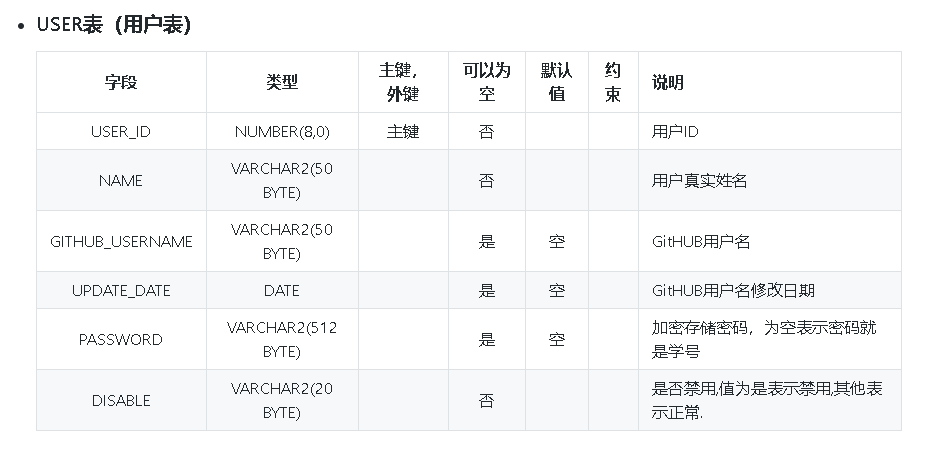 USER表（用户表）
字段 类型 主键, 可以为 默认 约 说明
外键 空 值 束
USER_ID NUMBER(8,0) 主键 否 用户ID
NAME VARCHAR2(50 否 用户真实姓名
BYTE)
GITHUB_USERNAME VARCHAR2(50 是 空 GitHUB用户名
BYTE)
UPDATE_DATE DATE 是 空 GitHUB用户名修改日期
PASSWORD VARCHAR2(512 是 空 加密存储密码，为空表示密码就
BYTE) 是学号
DISABLE VARCHAR2(20 否 是否禁用,值为是表示禁用,其他表
BYTE) 示正常.